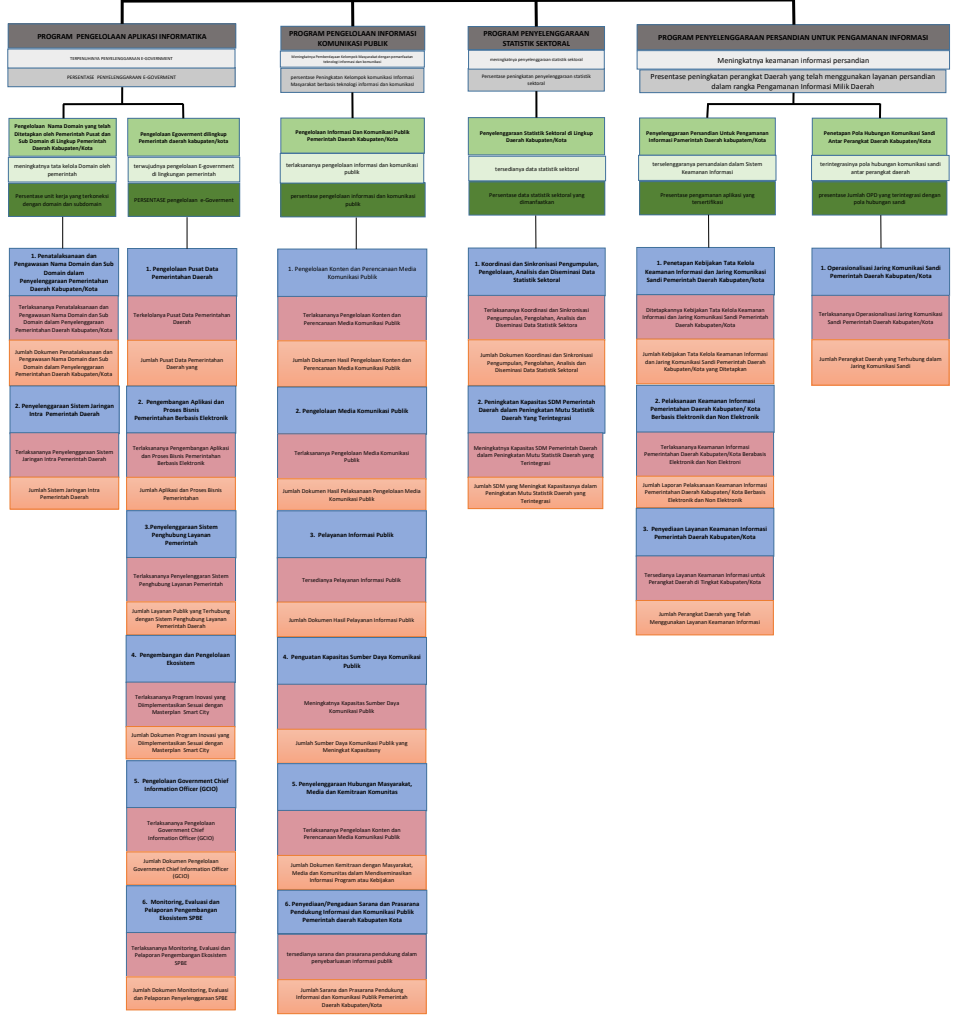 PROGRAM PENGELOLAAN APLIKASI INFORMATIKA
TERPENUHINYA PENYELENGGARAAN E-GOVERNMENT
PERSENTASE PENYELENGGARAAN E-GOVERMENT
Pengelolaan Nama Domain yang telah
Ditetapkan oleh Pemerintah Pusat dan
Sub Domain di Lingkup Pemerintah
Daerah Kabupaten/Kota
meningkatnya tata kelola Domain oleh
pemerintah
Persentase unit kerja yang terkoneksi
dengan domain dan subdomain
1. Penatalaksanaan dan
Pengawasan Nama Domain dan Sub
Domain dalam
Penyelenggaraan Pemerintahan
Daerah Kabupaten/Kota
Terlaksananya Penatalaksanaan dan
Pengawasan Nama Domain dan Sub
Domain dalam Penyelenggaraan
Pemerintahan Daerah Kabupaten/Kota
Jumlah Dokumen Penatalaksanaan dan
Pengawasan Nama Domain dan Sub
Domain dalam Penyelenggaraan
Pemerintahan Daerah Kabupaten/Kota
2. Penyelenggaraan Sistem Jaringan
Intra Pemerintah Daerah
Terlaksananya Penyelenggaraan Sistem
Jaringan Intra Pemerintah Daerah
Jumlah Sistem Jaringan Intra
Pemerintah Daerah
Pengelolaan Egoverment dilingkup
Pemerintah daerah kabupaten/kota
terwujudnya pengelolaan E-government
di lingkungan pemerintah
PERSENTASE pengelolaan e-Goverment
1. Pengelolaan Pusat Data
Pemerintahan Daerah
Terkelolanya Pusat Data Pemerintahan
Daerah
Jumlah Pusat Data Pemerintahan
Daerah yang
2. Pengembangan Aplikasi dan
Proses Bisnis
Pemerintahan Berbasis Elektronik
Terlaksananya Pengembangan Aplikasi
dan Proses Bisnis Pemerintahan
Berbasis Elektronik
Jumlah Aplikasi dan Proses Bisnis
Pemerintahan
3.Penyelenggaraan Sistem
Penghubung Layanan
Pemerintah
Terlaksananya Penyelenggaran Sistem
Penghubung Layanan Pemerintah
Jumlah Layanan Publik yang Terhubung
dengan Sistem Penghubung Layanan
Pemerintah Daerah
4. Pengembangan dan Pengelolaan
Ekosistem
Terlaksananya Program Inovasi yang
Diimplementasikan Sesuai dengan
Masterplan Smart City
Jumlah Dokumen Program Inovasi yang
Diimplementasikan Sesuai dengan
Masterplan Smart City
5. Pengelolaan Government Chief
Information Officer (GCIO)
Terlaksananya Pengelolaan
Government Chief
Information Officer (GCIO)
Jumlah Dokumen Pengelolaan
Government Chief Information Officer
(GCIO)
6. Monitoring, Evaluasi dan
Pelaporan Pengembangan
Ekosistem SPBE
Terlaksananya Monitoring, Evaluasi dan
Pelaporan Pengembangan Ekosistem
SPBE
Jumlah Dokumen Monitoring, Evaluasi
dan Pelaporan Penyelenggaraan SPBE
PROGRAM PENGELOLAAN INFORMASI
KOMUNIKASI PUBLIK
Meningkatnya Pemberdayaan Kelompok Masyarakat dengan pemanfaatan
teknologi informasi dan komunikasi
persentase Peningkatan Kelompok komunikasi Informasi
Masyarakat berbasis teknologi informasi dan komunikasi
Pengelolaan Informasi Dan Komunikasi Publik
Pemerintah Daerah Kabupaten/Kota
terlaksananya pengelolaan informasi dan komunikasi
publik
persentase pengelolaan informasi dan komunikasi
publik
1. Pengelolaan Konten dan Perencanaan Media
Komunikasi Publik
Terlaksananya Pengelolaan Konten dan
Perencanaan Media Komunikasi Publik
Jumlah Dokumen Hasil Pengelolaan Konten dan
Perencanaan Media Komunikasi Publik
2. Pengelolaan Media Komunikasi Publik
Terlaksananya Pengelolaan Media Komunikasi
Publik
Jumlah Dokumen Hasil Pelaksanaan Pengelolaan Media
Komunikasi Publik
3. Pelayanan Informasi Publik
Tersedianya Pelayanan Informasi Publik
Jumlah Dokumen Hasil Pelayanan Informasi Publik
4. Penguatan Kapasitas Sumber Daya Komunikasi
Publik
Meningkatnya Kapasitas Sumber Daya
Komunikasi Publik
Jumlah Sumber Daya Komunikasi Publik yang
Meningkat Kapasitasny
5. Penyelenggaraan Hubungan Masyarakat,
Media dan Kemitraan Komunitas
Terlaksananya Pengelolaan Konten dan
Perencanaan Media Komunikasi Publik
Jumlah Dokumen Kemitraan dengan Masyarakat,
Media dan Komunitas dalam Mendiseminasikan
Informasi Program atau Kebijakan
6. Penyediaan/Pengadaan Sarana dan Prasarana
Pendukung Informasi dan Komunikasi Publik
Pemerintah daerah Kabupaten Kota
tersedianya sarana dan prasarana pendukung dalam
penyebarluasan informasi publik
Jumlah Sarana dan Prasarana Pendukung
Informasi dan Komunikasi Publik Pemerintah
Daerah Kabupaten/Kota
PROGRAM PENYELENGGARAAN
STATISTIK SEKTORAL
meningkatnya penyelenggaraan statistik sektoral
Persentase peningkatan penyelenggaraan statistik
sektoral
Penyelenggaraan Statistik Sektoral di Lingkup
Daerah Kabupaten/Kota
tersedianya data statistik sektoral
Persentase data statistik sektoral yang
dimanfaatkan
1. Koordinasi dan Sinkronisasi Pengumpulan,
Pengelolaan, Analisis dan Diseminasi Data
Statistik Sektoral
Terlaksananya Koordinasi dan Sinkronisasi
Pengumpulan, Pengolahan, Analisis dan
Diseminasi Data Statistik Sektora
Jumlah Dokumen Koordinasi dan Sinkronisasi
Pengumpulan, Pengolahan, Analisis dan
Diseminasi Data Statistik Sektoral
2. Peningkatan Kapasitas SDM Pemerintah
Daerah dalam Peningkatan Mutu Statistik
Daerah Yang Terintegrasi
Meningkatnya Kapasitas SDM Pemerintah Daerah
dalam Peningkatan Mutu Statistik Daerah yang
Terintegrasi
Jumlah SDM yang Meningkat Kapasitasnya dalam
Peningkatan Mutu Statistik Daerah yang
Terintegrasi
PROGRAM PENYELENGGARAAN PERSANDIAN UNTUK PENGAMANAN INFORMASI
Meningkatnya keamanan informasi persandian
Presentase peningkatan perangkat Daerah yang telah menggunakan layanan persandian
dalam rangka Pengamanan Informasi Milik Daerah
Penyelenggaraan Persandian Untuk Pengamanan
Informasi Pemerintah Daerah Kabupaten/Kota
terselenggaranya persandaian dalam Sistem
Keamanan Informasi
Presentase pengamanan aplikasi yang
tersertifikasi
1. Penetapan Kebijakan Tata Kelola
Keamanan Informasi dan Jaring Komunikasi
Sandi Pemerintah Daerah Kabupaten/kota
Ditetapkannya Kebijakan Tata Kelola Keamanan
Informasi dan Jaring Komunikasi Sandi Pemerintah
Daerah Kabupaten/Kota
Jumlah Kebijakan Tata Kelola Keamanan Informasi
dan Jaring Komunikasi Sandi Pemerintah Daerah
Kabupaten/Kota yang Ditetapkan
2. Pelaksanaan Keamanan Informasi
Pemerintahan Daerah Kabupaten/ Kota
Berbasis Elektronik dan Non Elektronik
Terlaksananya Keamanan Informasi
Pemerintahan Daerah Kabupaten/Kota Berabasis
Elektronik dan Non Elektroni
Jumlah Laporan Pelaksanaan Keamanan Informasi
Pemerintahan Daerah Kabupaten/ Kota Berbasis
Elektronik dan Non Elektronik
3. Penyediaan Layanan Keamanan Informasi
Pemerintah Daerah Kabupaten/Kota
Tersedianya Layanan Keamanan Informasi untuk
Perangkat Daerah di Tingkat Kabupaten/Kota
Jumlah Perangkat Daerah yang Telah
Menggunakan Layanan Keamanan Informasi
Penetapan Pola Hubungan Komunikasi Sandi
Antar Perangkat Daerah Kabupaten/Kota
terintegrasinya pola hubungan komunikasi sandi
antar perangkat daerah
presentase Jumlah OPD yang terintegrasi dengan
pola hubungan sandi
1. Operasionalisasi Jaring Komunikasi Sandi
Pemerintah Daerah Kabupaten/Kota
Terlaksananya Operasionalisasi Jaring Komunikasi
Sandi Pemerintah Daerah Kabupaten/Kota
Jumlah Perangkat Daerah yang Terhubung dalam
Jaring Komunikasi Sandi